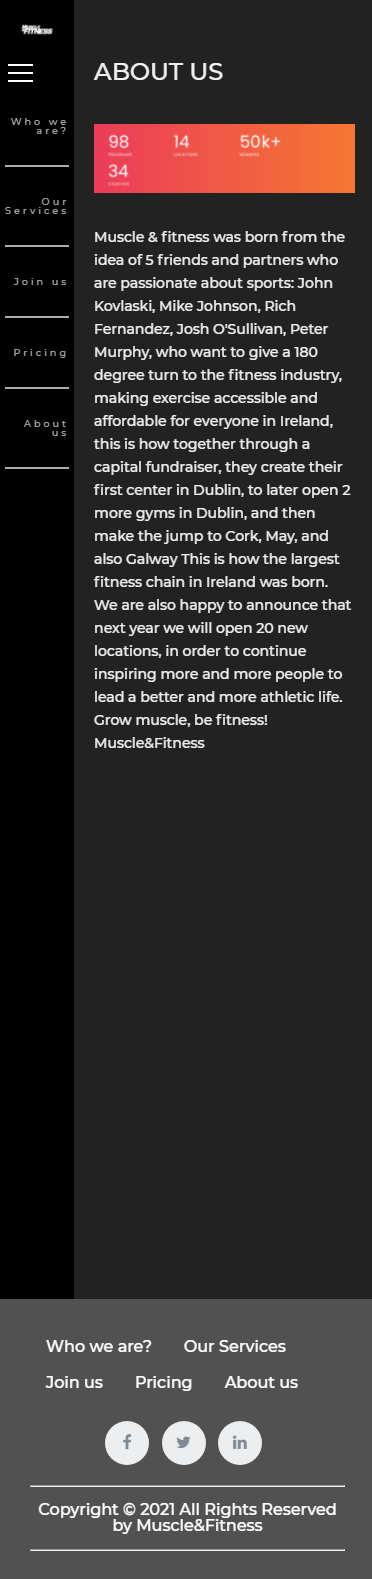 MUSCLE
FITNESS
Who we
are?
Our
Services
Join us
Pricing
About
us
ABOUT US
98
PROGRAMS
14
LOCATIONS
50k+
MEMBERS
34
COACHES
Muscle & fitness was born from the
idea of 5 friends and partners who
are passionate about sports: John
Kovlaski, Mike Johnson, Rich
Fernandez, Josh O'Sullivan, Peter
Murphy, who want to give a 180
degree turn to the fitness industry,
making exercise accessible and
affordable for everyone in Ireland,
this is how together through a
capital fundraiser, they create their
first center in Dublin, to later open 2
more gyms in Dublin, and then
make the jump to Cork, May, and
also Galway This is how the largest
fitness chain in Ireland was born.
We are also happy to announce that
next year we will open 20 new
locations, in order to continue
inspiring more and more people to
lead a better and more athletic life.
Grow muscle, be fitness!
Muscle&Fitness
Who we are? Our Services
Join us Pricing About us
Copyright © 2021 All Rights Reserved
by Muscle&Fitness